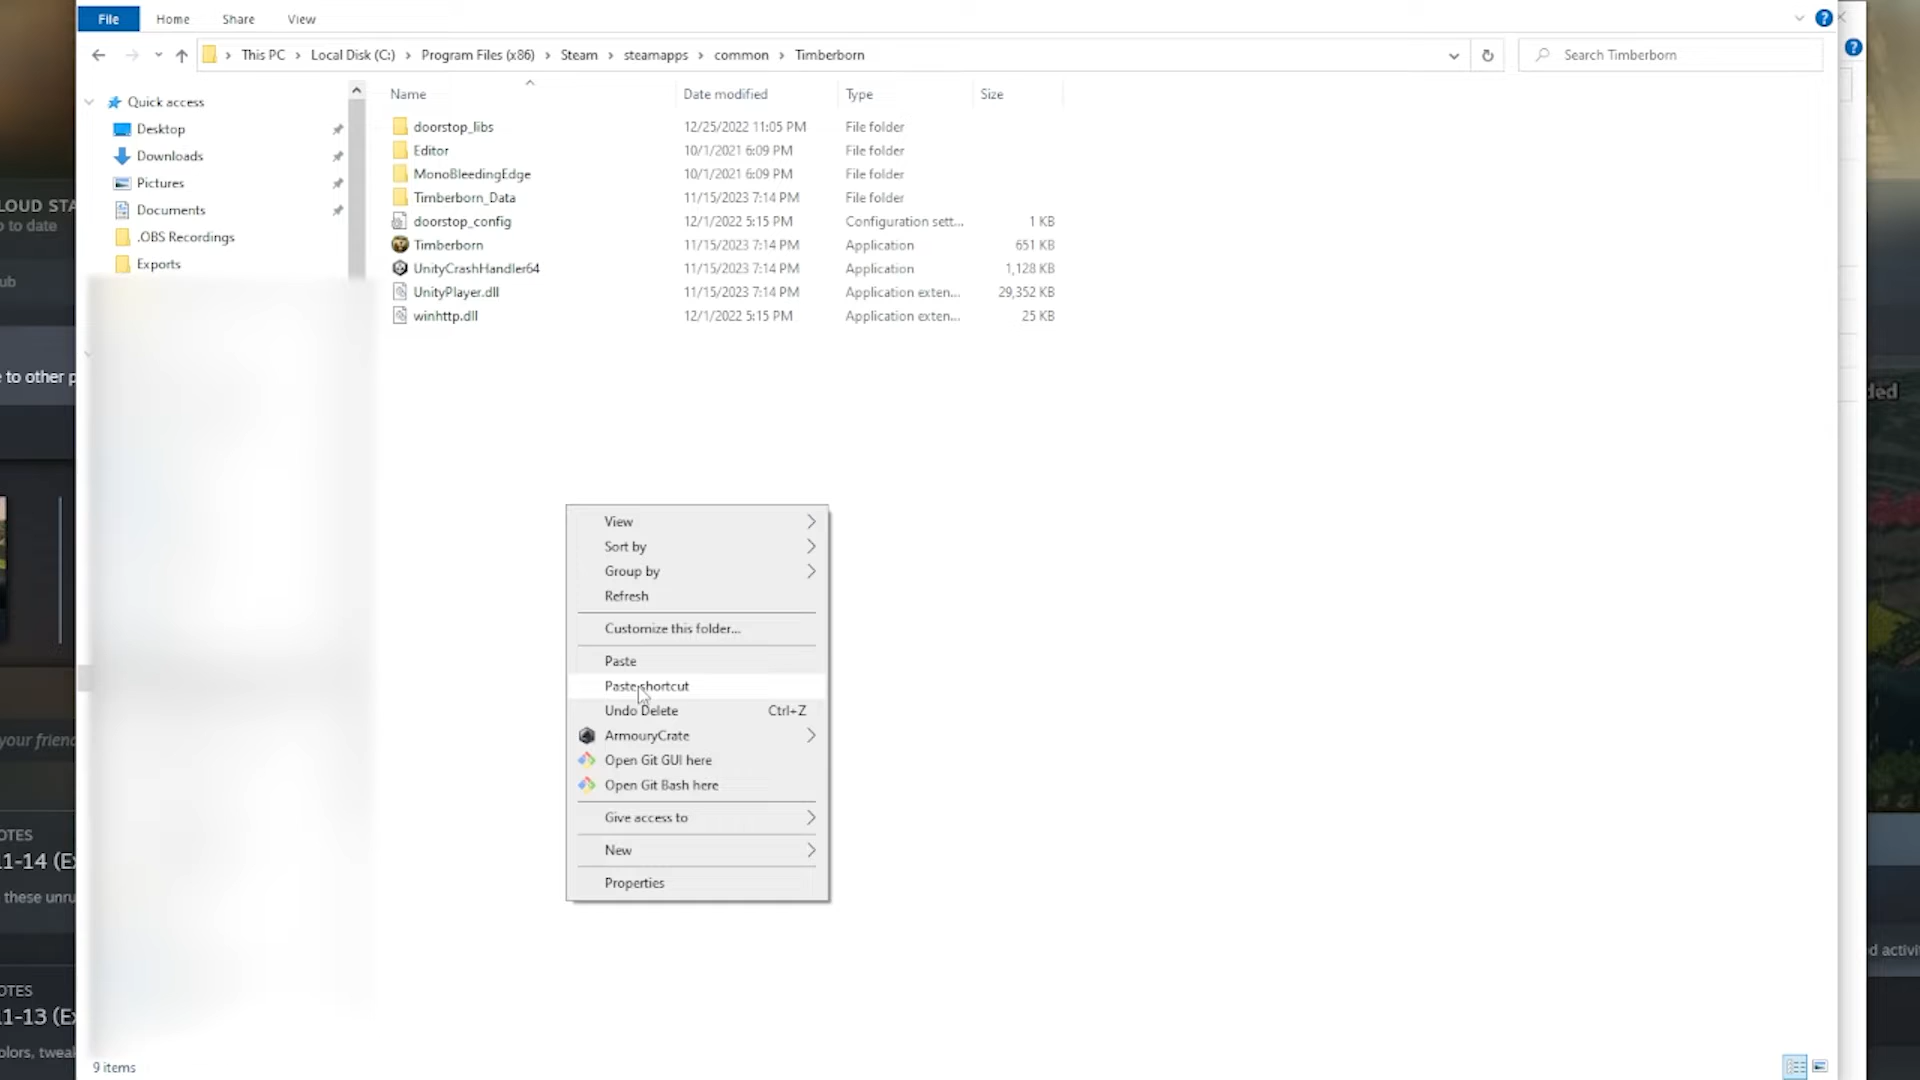 File Home Share View
This PC > Local Disk (C:) > Program Files (x86) > Steam > steamapps > common > Timberborn
Search Timberborn
Quick access
Desktop
Downloads
Pictures
Documents
.OBS Recordings
Exports
Name Date modified Type Size
doorstop_libs 12/25/2022 11:05 PM File folder
Editor 10/1/2021 6:09 PM File folder
MonoBleedingEdge 10/1/2021 6:09 PM File folder
Timberborn_Data 11/15/2023 7:14 PM File folder
doorstop_config 12/1/2022 5:15 PM Configuration sett... 1 KB
Timberborn 11/15/2023 7:14 PM Application 651 KB
UnityCrashHandler64 11/15/2023 7:14 PM Application 1,128 KB
UnityPlayer.dll 11/15/2023 7:14 PM Application exten... 29,352 KB
winhttp.dll 12/1/2022 5:15 PM Application exten... 25 KB
View
Sort by
Group by
Refresh
Customize this folder...
Paste
Paste shortcut
Undo Delete Ctrl+Z
ArmouryCrate
Open Git GUI here
Open Git Bash here
Give access to
New
Properties
9 items
LOUD STA
o to date
ub
e to other p
your friend
OTES
11-14 (Ex
these unru
OTES
11-13 (Ex
olors, tweak
ded
d activi